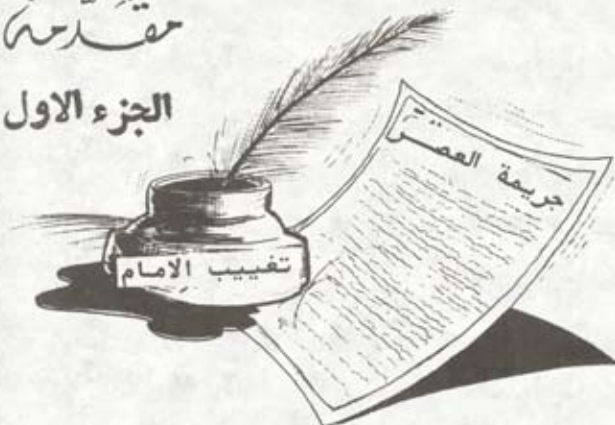 مقدمة
الجزء الاول
جريمة العصر
تغييب الامام